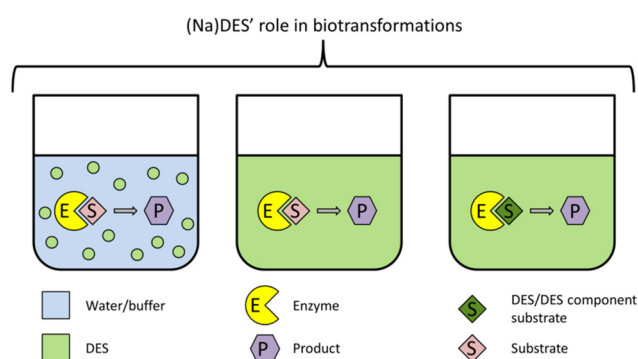 (Na)DES’ role in biotransformations
E S P
E S P
E S P
Water/buffer
E Enzyme
S DES/DES component
substrate
DES
P Product
S Substrate